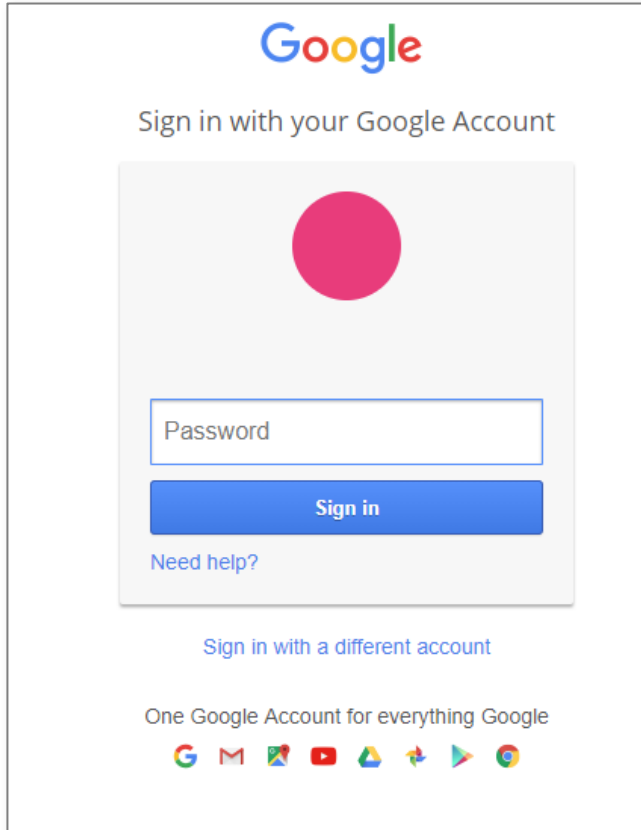 Google
Sign in with your Google Account
Password
Sign in
Need help?
Sign in with a different account
One Google Account for everything Google